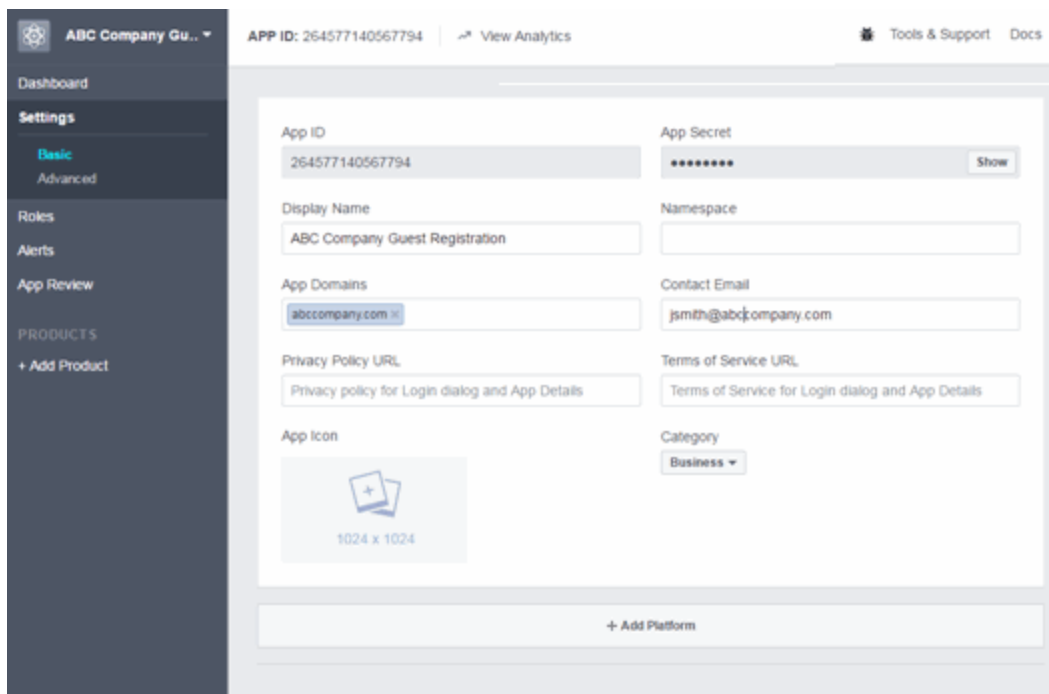 ABC Company Gu..
APP ID: 264577140567794
View Analytics
Tools & Support
Docs
Dashboard
Settings
Basic
Advanced
Roles
Alerts
App Review
PRODUCTS
+ Add Product
App ID
264577140567794
App Secret
••••••••
Show
Display Name
ABC Company Guest Registration
Namespace
App Domains
abccompany.com ×
Contact Email
jsmith@abccompany.com
Privacy Policy URL
Privacy policy for Login dialog and App Details
Terms of Service URL
Terms of Service for Login dialog and App Details
App Icon
1024 x 1024
Category
Business
+ Add Platform